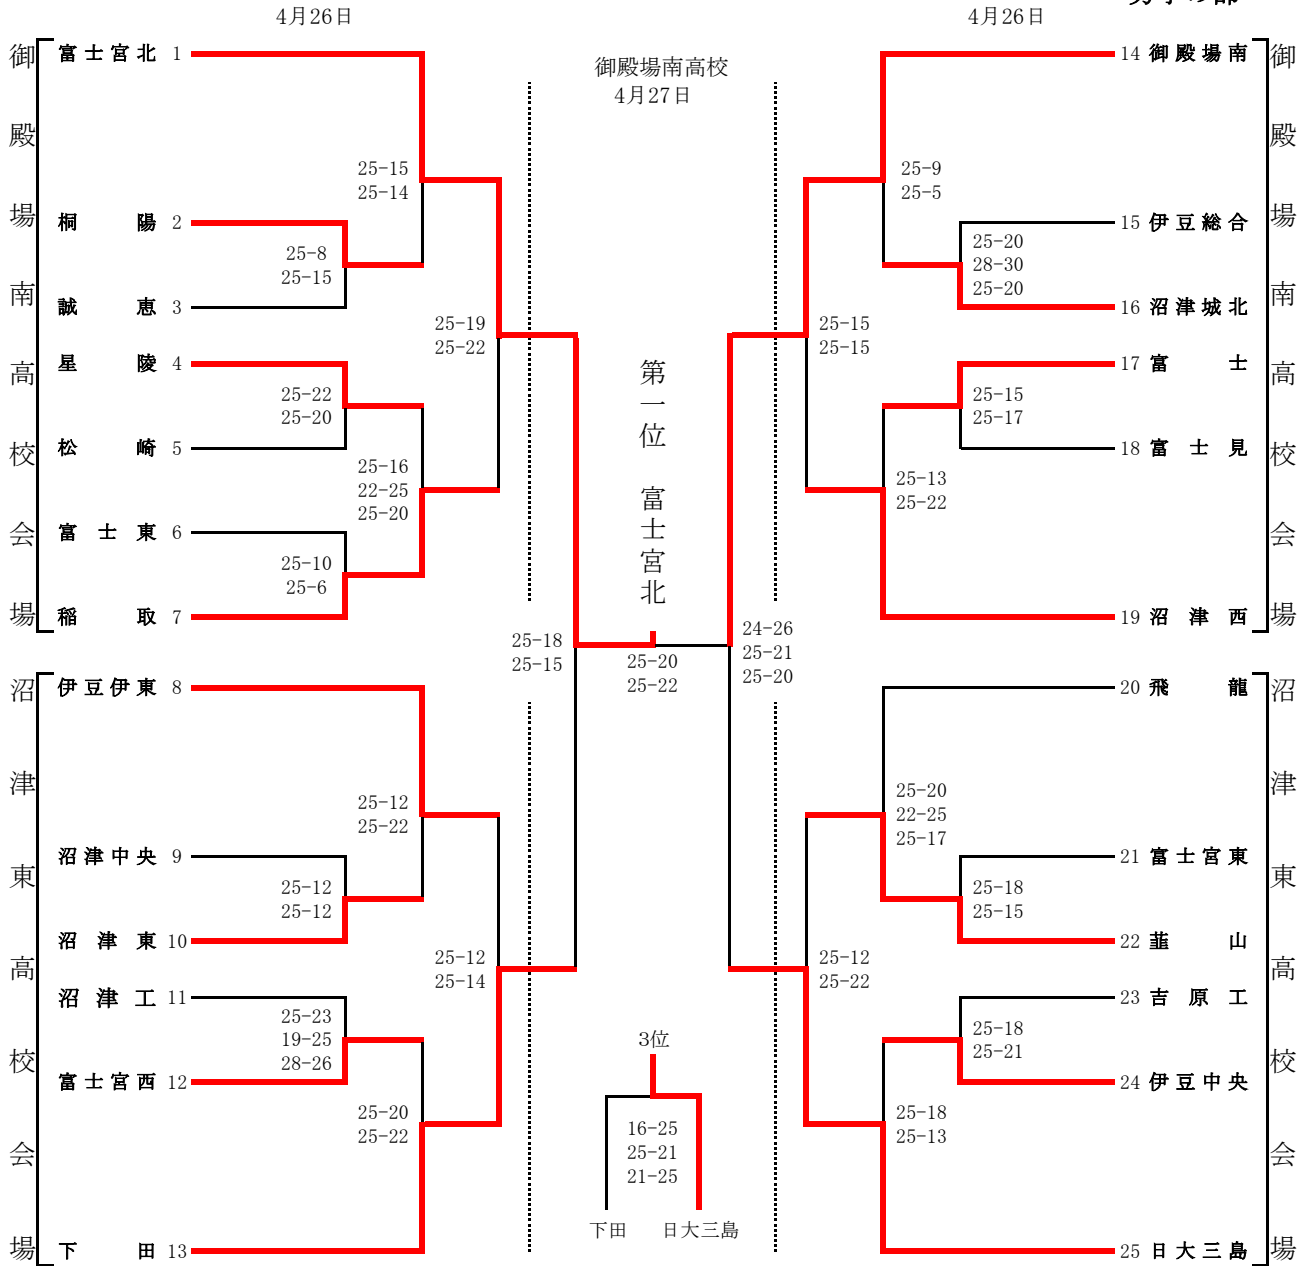 4月26日
4月26日
御殿場南高校
4月27日
御殿場南高校会場
富士宮北 1
桐陽 2
誠恵 3
星陵 4
松崎 5
富士東 6
稲取 7
25-15
25-14
25-8
25-15
25-19
25-22
25-22
25-20
25-16
22-25
25-20
25-10
25-6
沼津東高校会場
伊豆伊東 8
沼津中央 9
沼津東 10
沼津工 11
富士宮西 12
下田 13
25-12
25-22
25-12
25-12
25-12
25-14
25-23
19-25
28-26
25-20
25-22
25-18
25-15
第一位 富士宮北
25-20
25-22
24-26
25-21
25-20
3位
16-25
25-21
21-25
下田 日大三島
御殿場南高校会場
14 御殿場南
15 伊豆総合
16 沼津城北
17 富士
18 富士見
19 沼津西
25-9
25-5
25-20
28-30
25-20
25-15
25-15
25-15
25-17
25-13
25-22
沼津東高校会場
20 飛龍
21 富士宮東
22 韮山
23 吉原工
24 伊豆中央
25 日大三島
25-20
22-25
25-17
25-18
25-15
25-12
25-22
25-18
25-21
25-18
25-13